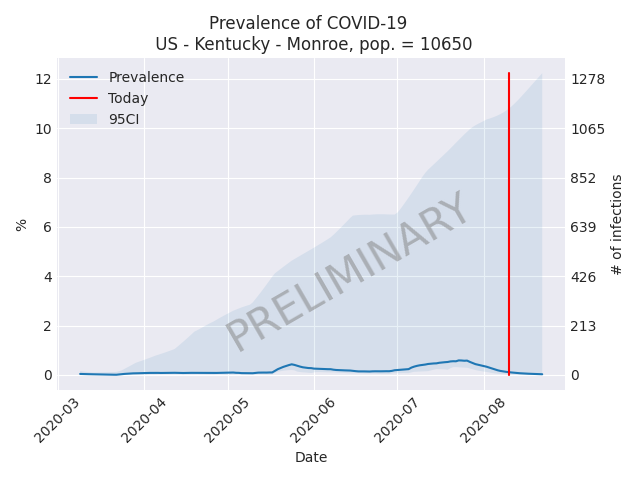 Prevalence of COVID-19
US - Kentucky - Monroe, pop. = 10650
Prevalence
Today
95CI
PRELIMINARY
12
10
8
6
4
2
0
%
1278
1065
852
639
426
213
0
# of infections
2020-03
2020-04
2020-05
2020-06
2020-07
2020-08
Date